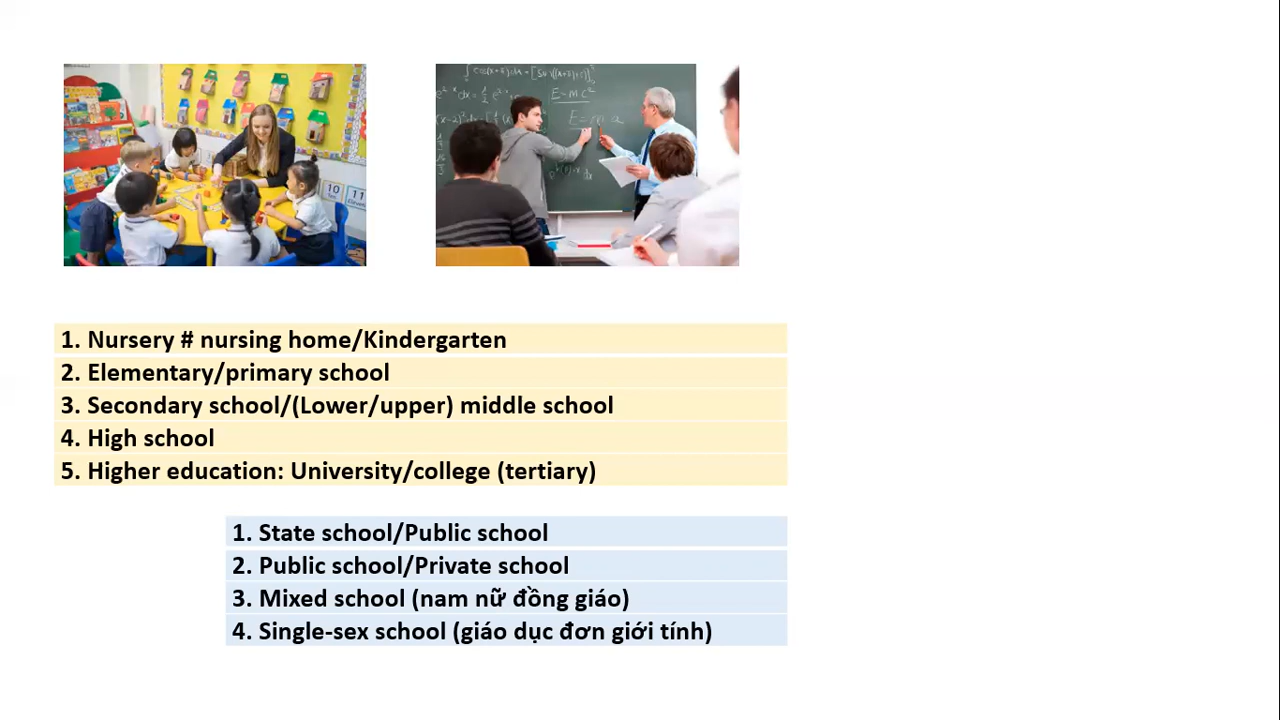 E=mc²
10
11
1. Nursery # nursing home/Kindergarten
2. Elementary/primary school
3. Secondary school/(Lower/upper) middle school
4. High school
5. Higher education: University/college (tertiary)
1. State school/Public school
2. Public school/Private school
3. Mixed school (nam nữ đồng giáo)
4. Single-sex school (giáo dục đơn giới tính)